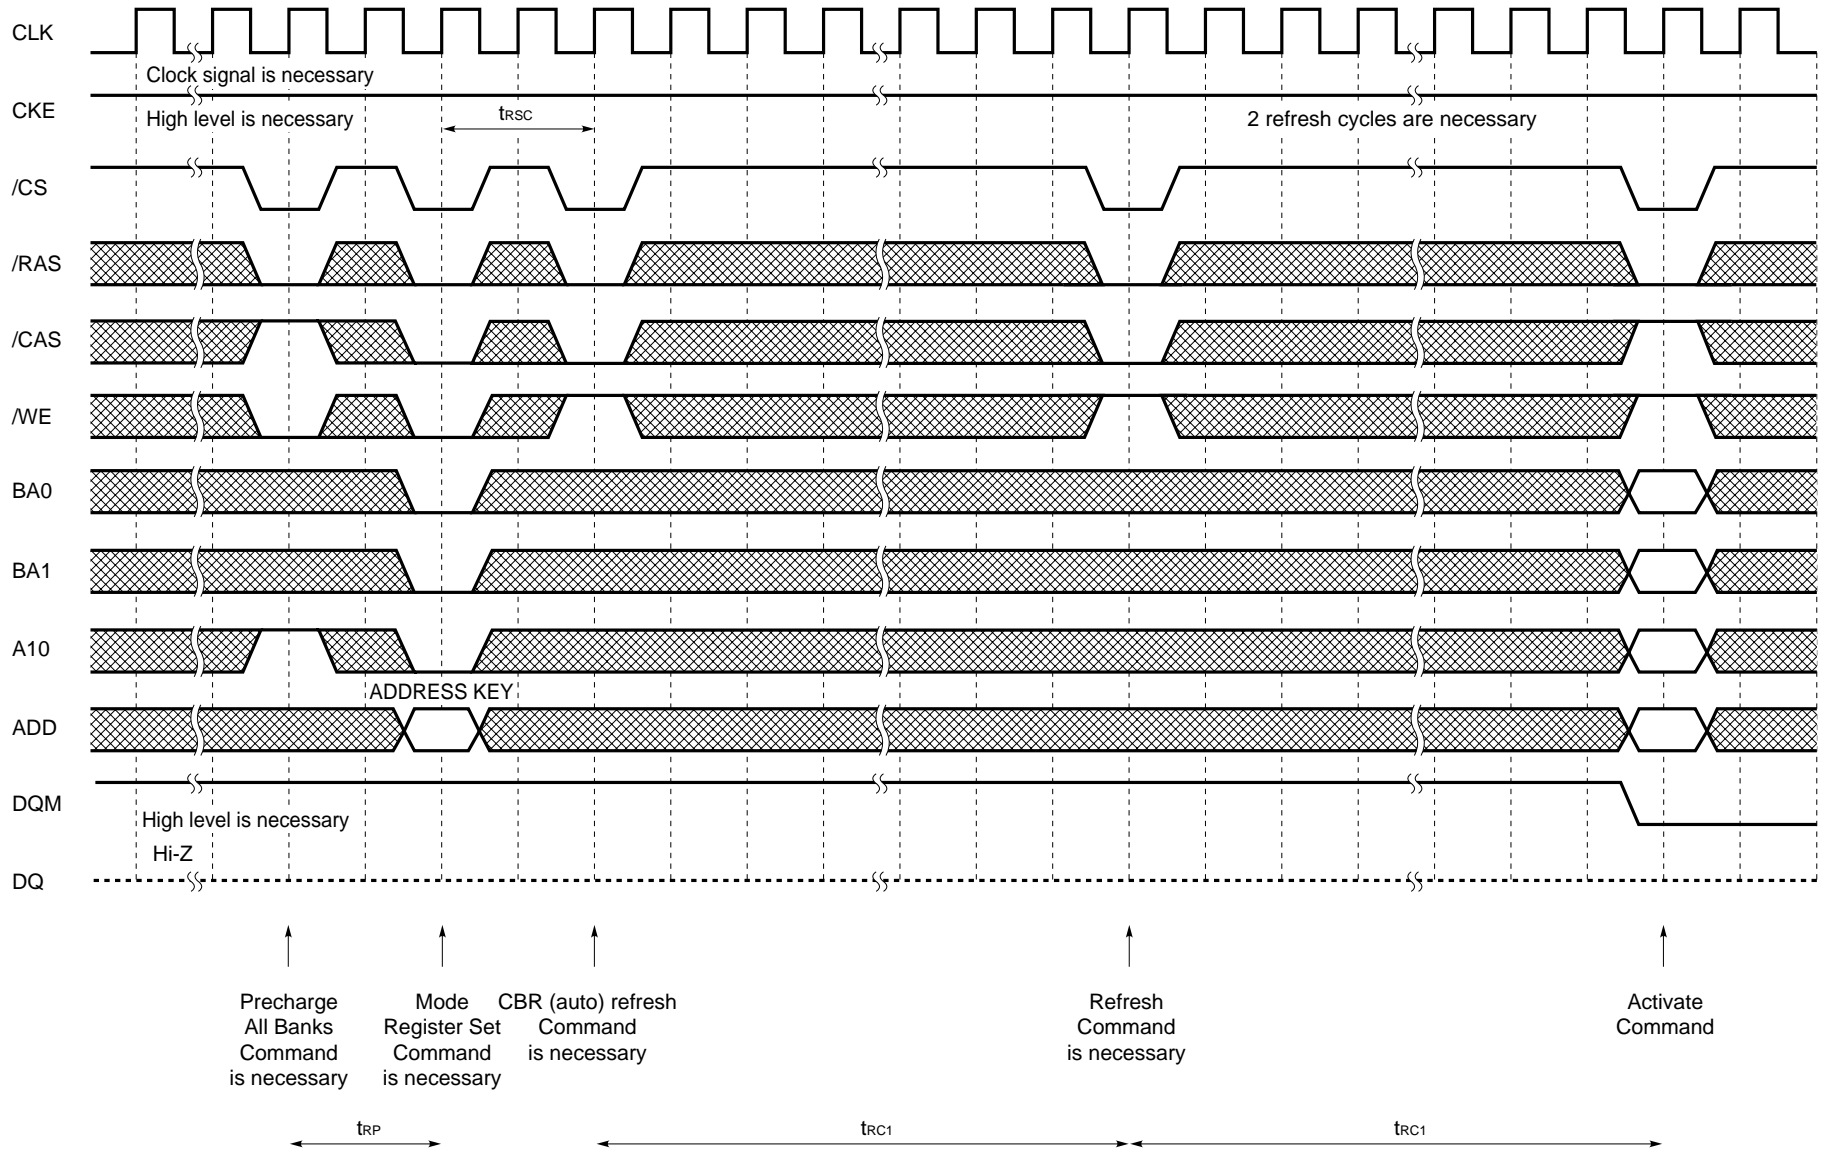 CLK
Clock signal is necessary
CKE
High level is necessary
tRSC
2 refresh cycles are necessary
/CS
/RAS
/CAS
/WE
BA0
BA1
A10
ADDRESS KEY
ADD
DQM
High level is necessary
Hi-Z
DQ
Precharge
All Banks
Command
is necessary
Mode
Register Set
Command
is necessary
CBR (auto) refresh
Command
is necessary
Refresh
Command
is necessary
Activate
Command
tRP
tRC1
tRC1